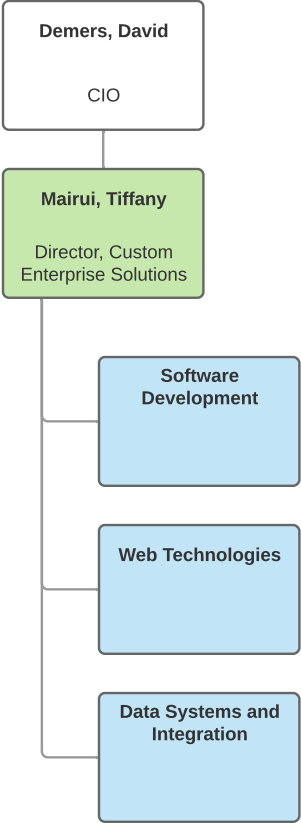 Demers, David
CIO
Mairui, Tiffany
Director, Custom
Enterprise Solutions
Software
Development
Web Technologies
Data Systems and
Integration